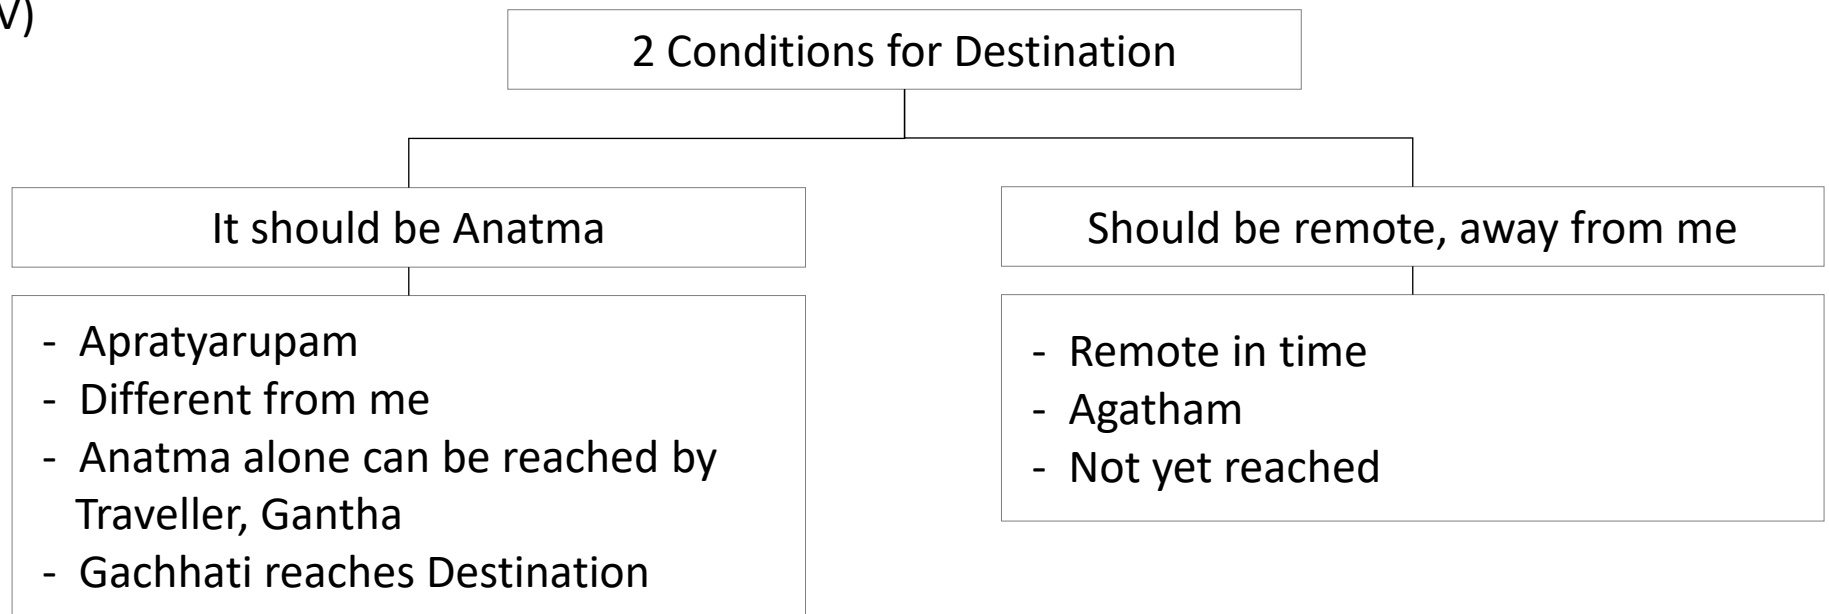 V)
2 Conditions for Destination
It should be Anatma
- Apratyarupam
- Different from me
- Anatma alone can be reached by
Traveller, Gantha
- Gachhati reaches Destination
Should be remote, away from me
- Remote in time
- Agatham
- Not yet reached